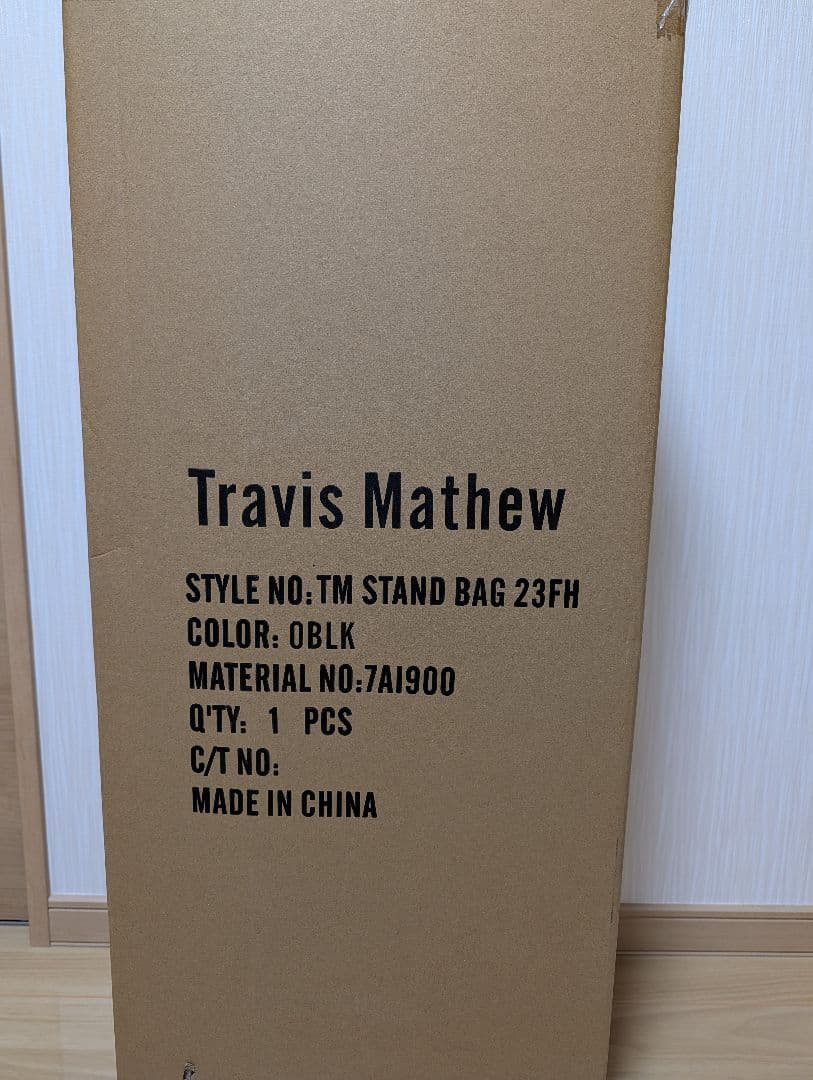 Travis Mathew
STYLE NO:TM STAND BAG 23FH
COLOR: 0BLK
MATERIAL NO:7AI900
Q'TY: 1 PCS
C/T NO:
MADE IN CHINA